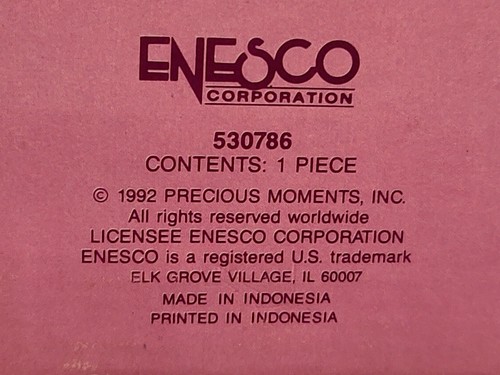 ENESCO
CORPORATION
530786
CONTENTS: 1 PIECE
© 1992 PRECIOUS MOMENTS, INC.
All rights reserved worldwide
LICENSEE ENESCO CORPORATION
ENESCO is a registered U.S. trademark
ELK GROVE VILLAGE, IL 60007
MADE IN INDONESIA
PRINTED IN INDONESIA